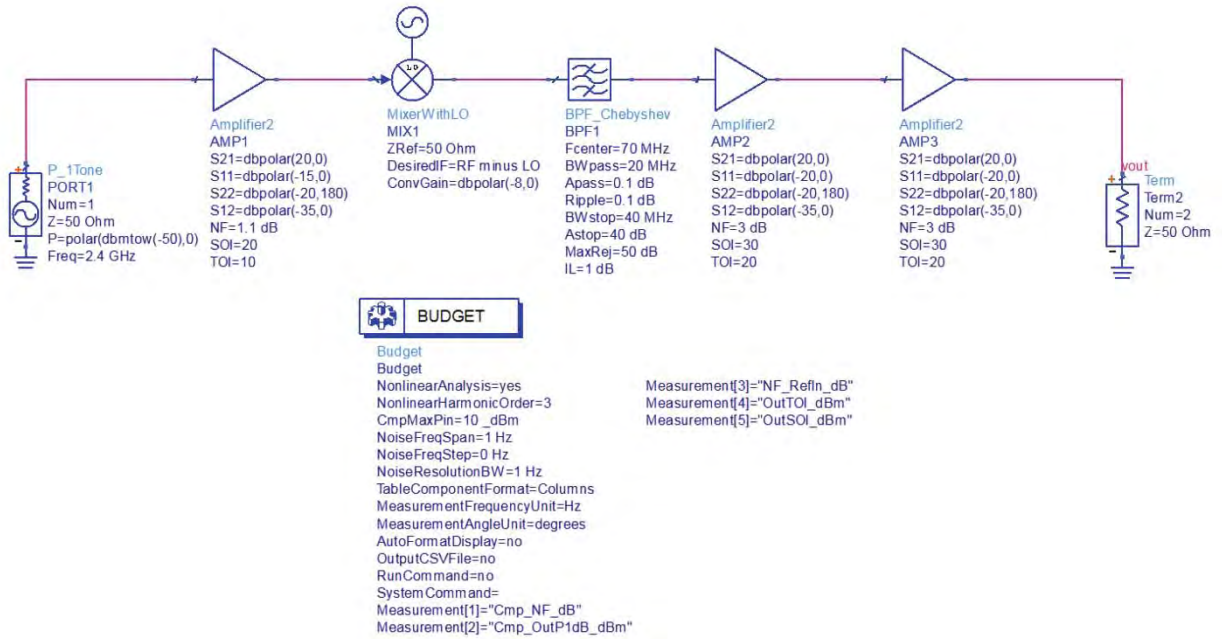 P_1Tone
PORT1
Num=1
Z=50 Ohm
P=polar(dbmtow(-50),0)
Freq=2.4 GHz
Amplifier2
AMP1
S21=dbpolar(20,0)
S11=dbpolar(-15,0)
S22=dbpolar(-20,180)
S12=dbpolar(-35,0)
NF=1.1 dB
SOI=20
TOI=10
LO
MixerWithLO
MIX1
ZRef=50 Ohm
DesiredIF=RF minus LO
ConvGain=dbpolar(-8,0)
BPF_Chebyshev
BPF1
Fcenter=70 MHz
BWpass=20 MHz
Apass=0.1 dB
Ripple=0.1 dB
BWstop=40 MHz
Astop=40 dB
MaxRej=50 dB
IL=1 dB
Amplifier2
AMP2
S21=dbpolar(20,0)
S11=dbpolar(-20,0)
S22=dbpolar(-20,180)
S12=dbpolar(-35,0)
NF=3 dB
SOI=30
TOI=20
Amplifier2
AMP3
S21=dbpolar(20,0)
S11=dbpolar(-20,0)
S22=dbpolar(-20,180)
S12=dbpolar(-35,0)
NF=3 dB
SOI=30
TOI=20
vout
Term
Term2
Num=2
Z=50 Ohm
BUDGET
Budget
Budget
NonlinearAnalysis=yes
NonlinearHarmonicOrder=3
CmpMaxPin=10 _dBm
NoiseFreqSpan=1 Hz
NoiseFreqStep=0 Hz
NoiseResolutionBW=1 Hz
TableComponentFormat=Columns
MeasurementFrequencyUnit=Hz
MeasurementAngleUnit=degrees
AutoFormatDisplay=no
OutputCSVFile=no
RunCommand=no
SystemCommand=
Measurement[1]="Cmp_NF_dB"
Measurement[2]="Cmp_OutP1dB_dBm"
Measurement[3]="NF_RefIn_dB"
Measurement[4]="OutTOI_dBm"
Measurement[5]="OutSOI_dBm"